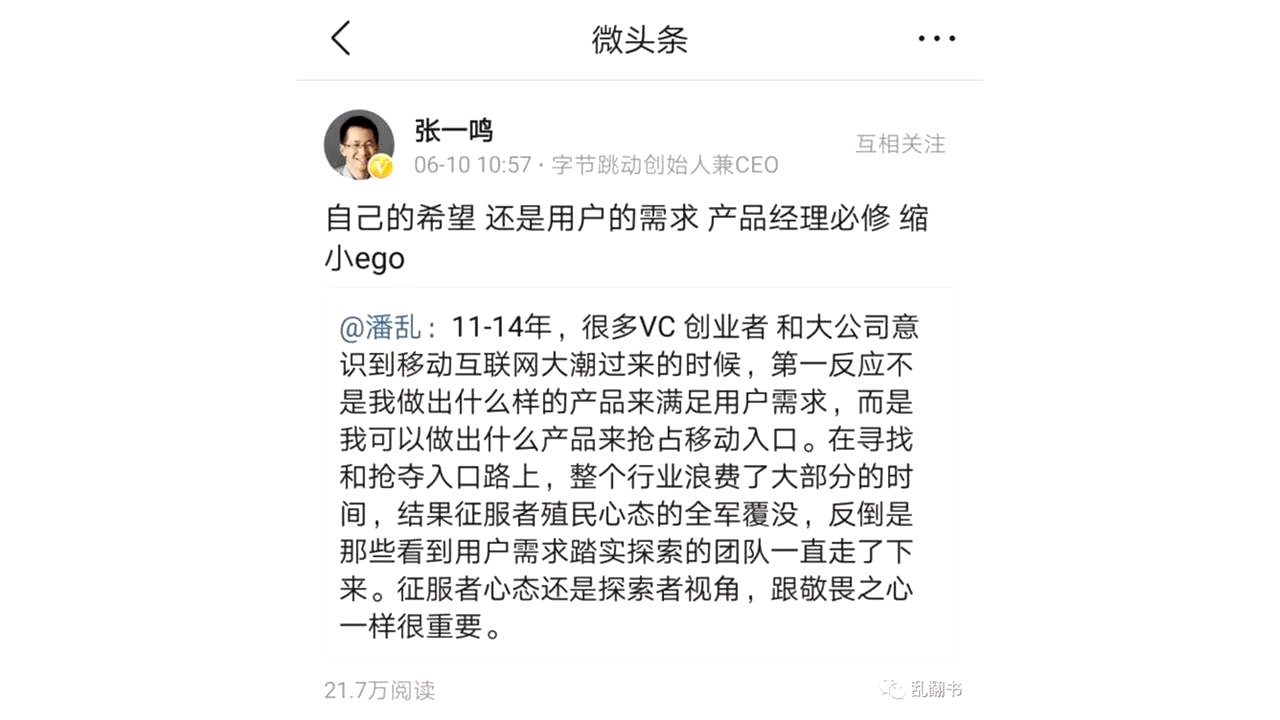 微头条
张一鸣
06-10 10:57 · 字节跳动创始人兼CEO
互相关注
自己的希望 还是用户的需求 产品经理必修 缩
小ego
@潘乱：11-14年，很多VC 创业者 和大公司意
识到移动互联网大潮过来的时候，第一反应不
是我做出什么样的产品来满足用户需求，而是
我可以做出什么产品来抢占移动入口。在寻找
和抢夺入口路上，整个行业浪费了大部分的时
间，结果征服者殖民心态的全军覆没，反倒是
那些看到用户需求踏实探索的团队一直走了下
来。征服者心态还是探索者视角，跟敬畏之心
一样很重要。
21.7万阅读
乱翻书